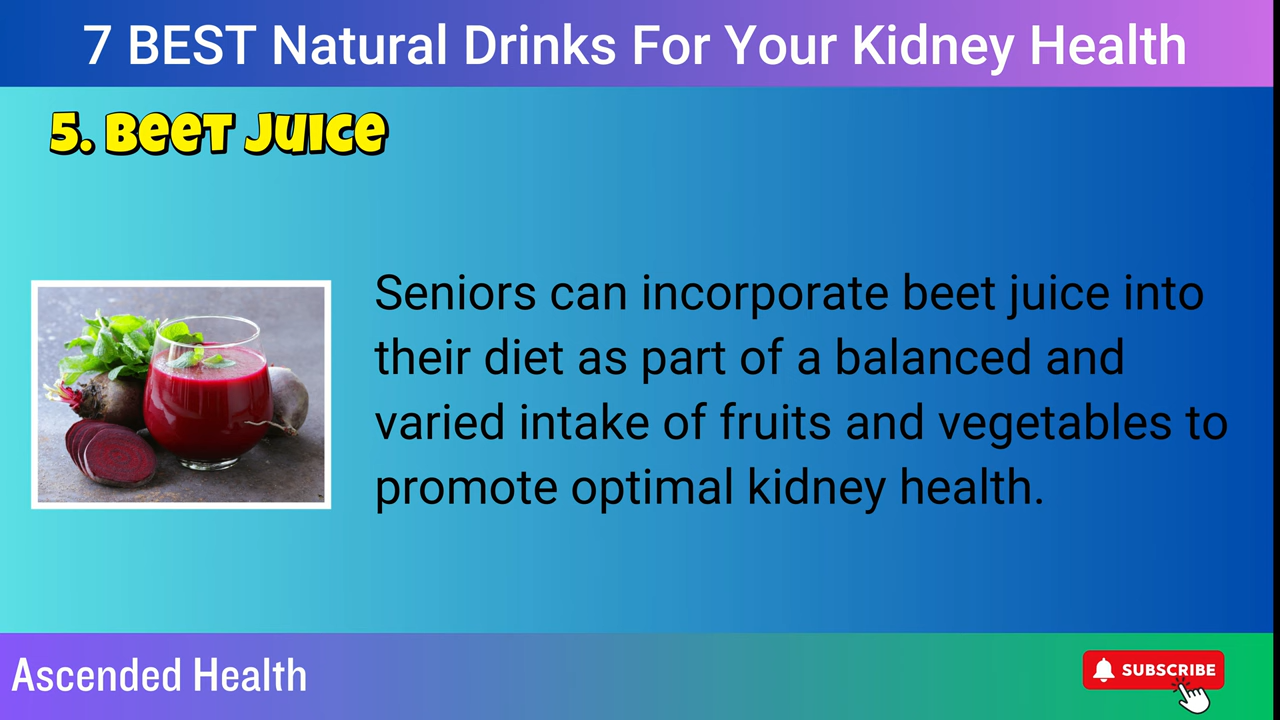 7 BEST Natural Drinks For Your Kidney Health
5. Beet Juice
Seniors can incorporate beet juice into
their diet as part of a balanced and
varied intake of fruits and vegetables to
promote optimal kidney health.
Ascended Health
SUBSCRIBE